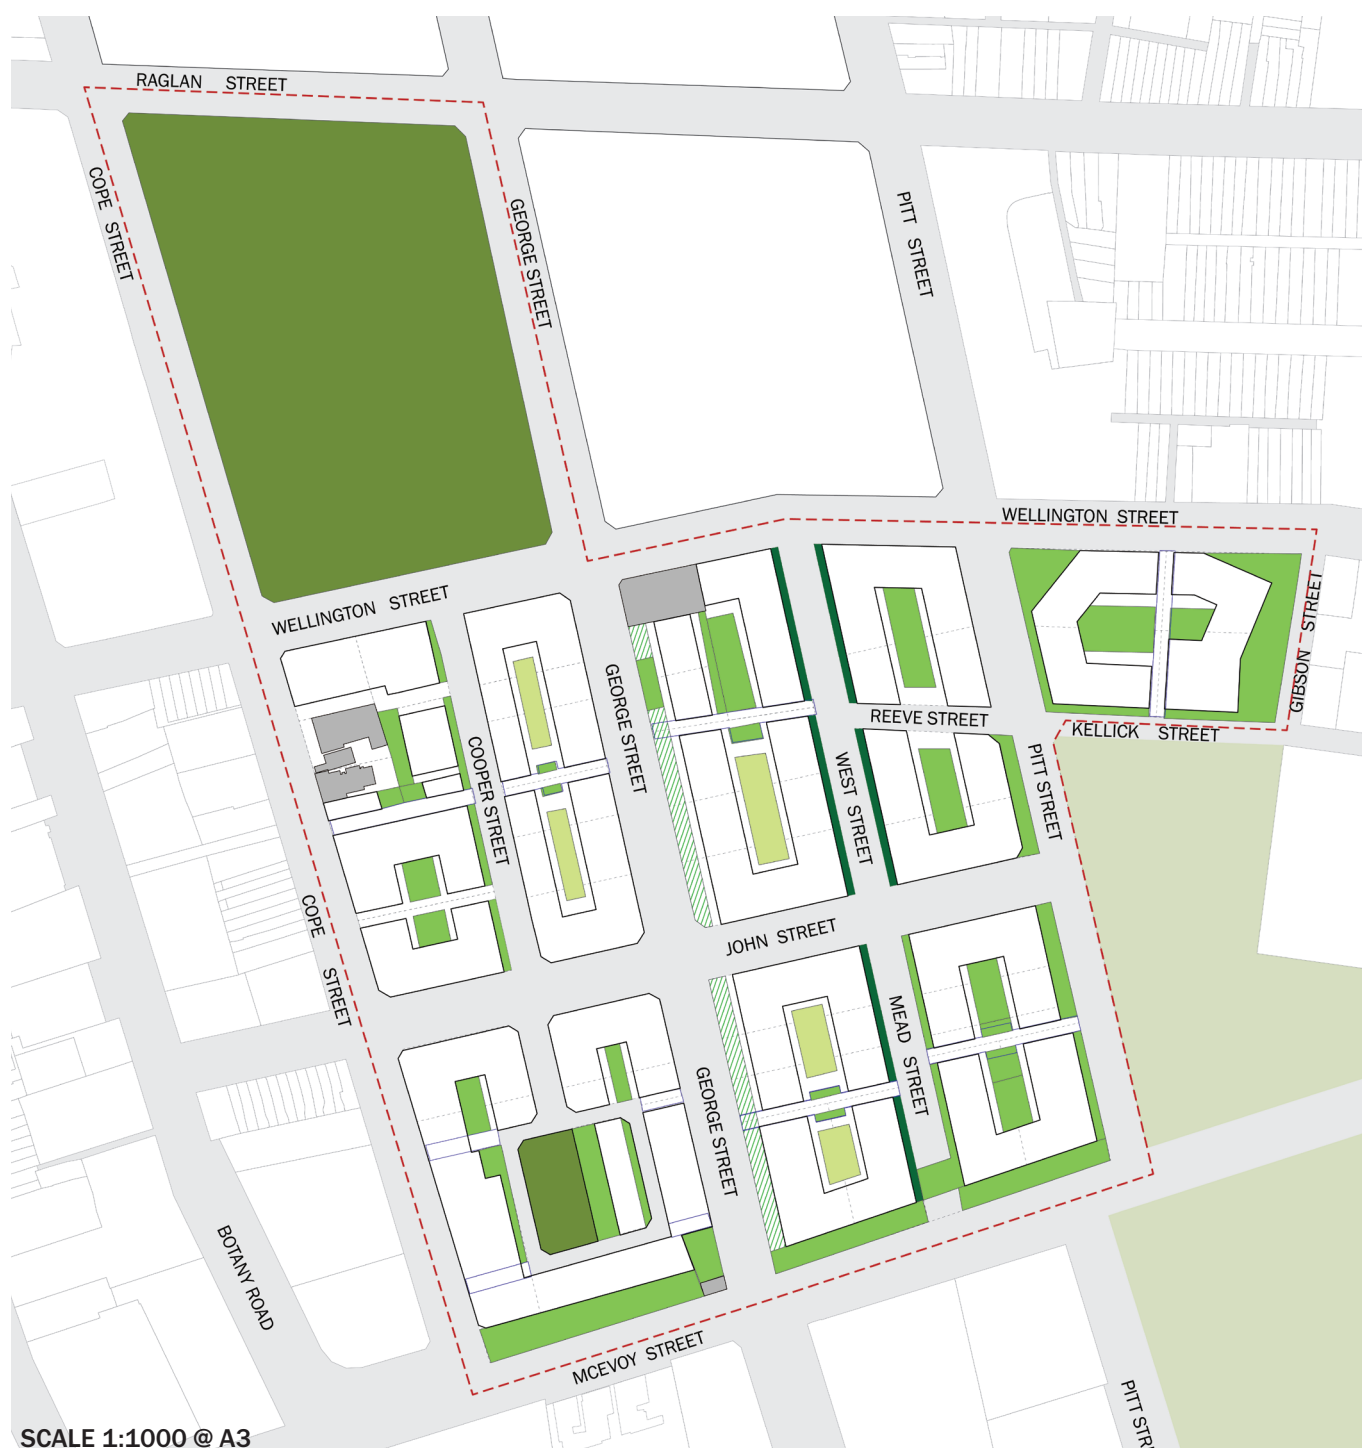 RAGLAN STREET
COPE STREET
GEORGE STREET
PITT STREET
WELLINGTON STREET
GIBSON STREET
KELLICK STREET
WELLINGTON STREET
GEORGE STREET
REEVE STREET
COOPER STREET
WEST STREET
PITT STREET
COPE STREET
JOHN STREET
MEAD STREET
GEORGE STREET
BOTANY ROAD
MCEVOY STREET
PITT STRE
SCALE 1:1000 @ A3